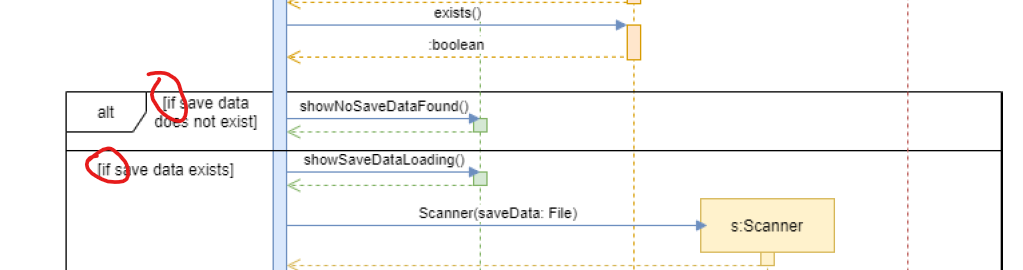 exists()
:boolean
alt
[if save data
does not exist]
showNoSaveDataFound()
[if save data exists]
showSaveDataLoading()
Scanner(saveData: File)
s:Scanner